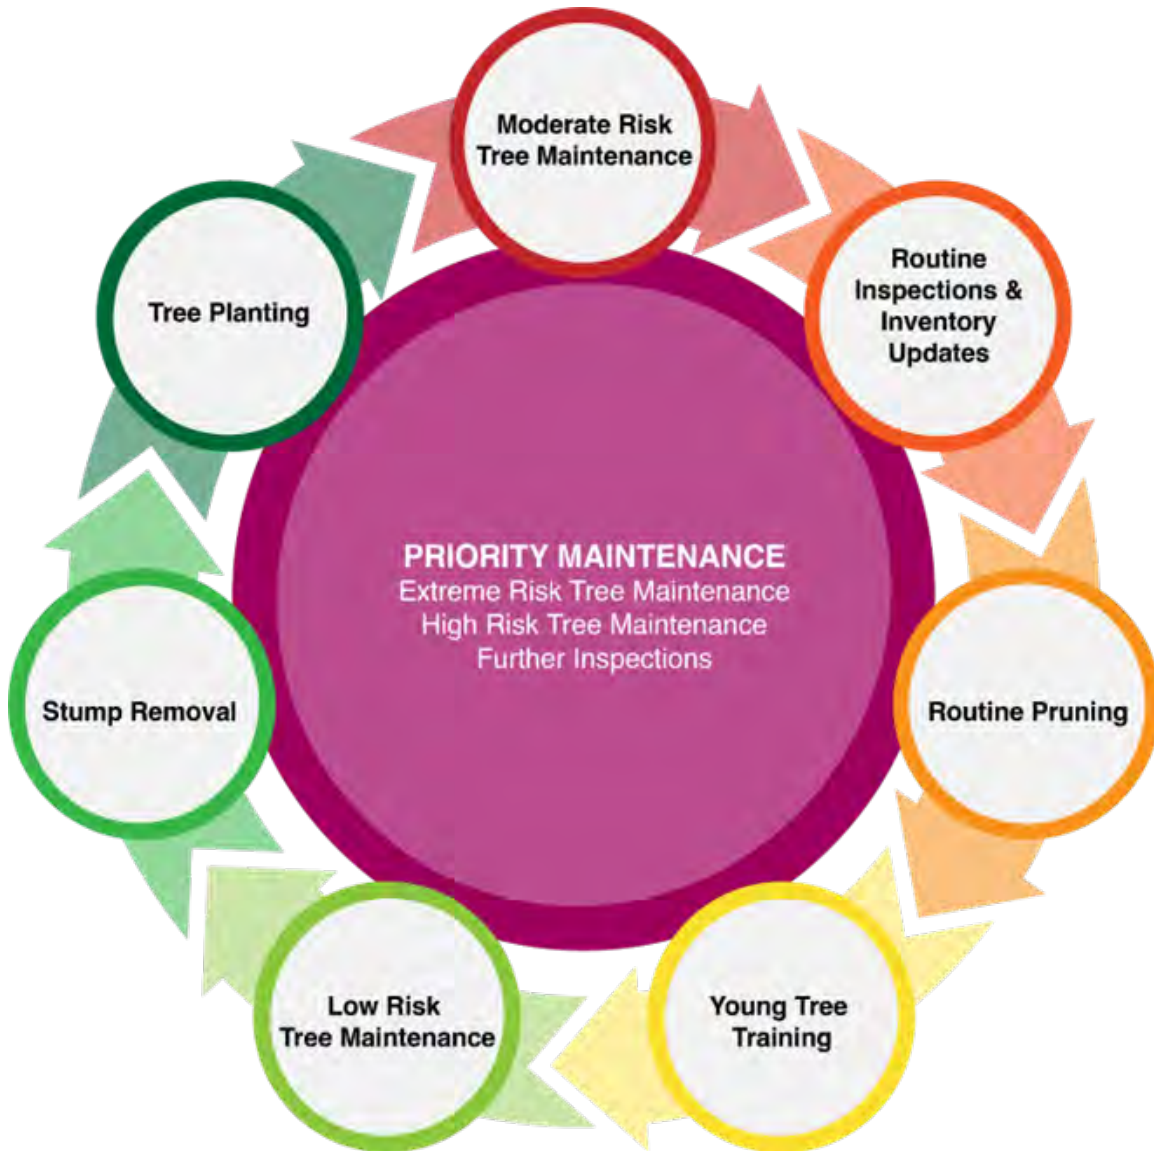 Moderate Risk
Tree Maintenance
Routine
Inspections &
Inventory
Updates
Routine Pruning
Young Tree
Training
Low Risk
Tree Maintenance
Stump Removal
Tree Planting
PRIORITY MAINTENANCE
Extreme Risk Tree Maintenance
High Risk Tree Maintenance
Further Inspections